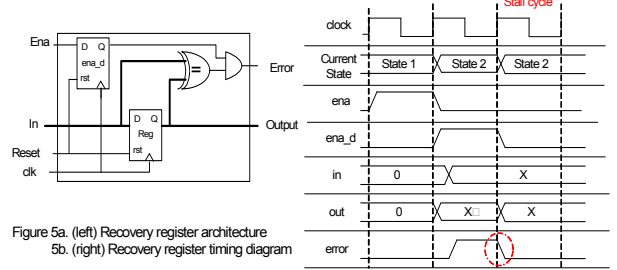 Ena
D Q
ena_d
rst
=
Error
In
D Q
Reg
rst
Output
Reset
clk
Figure 5a. (left) Recovery register architecture
5b. (right) Recovery register timing diagram
Stall cycle
clock
Current
State
State 1
State 2
State 2
ena
ena_d
in
0
X
out
0
X□
X
error